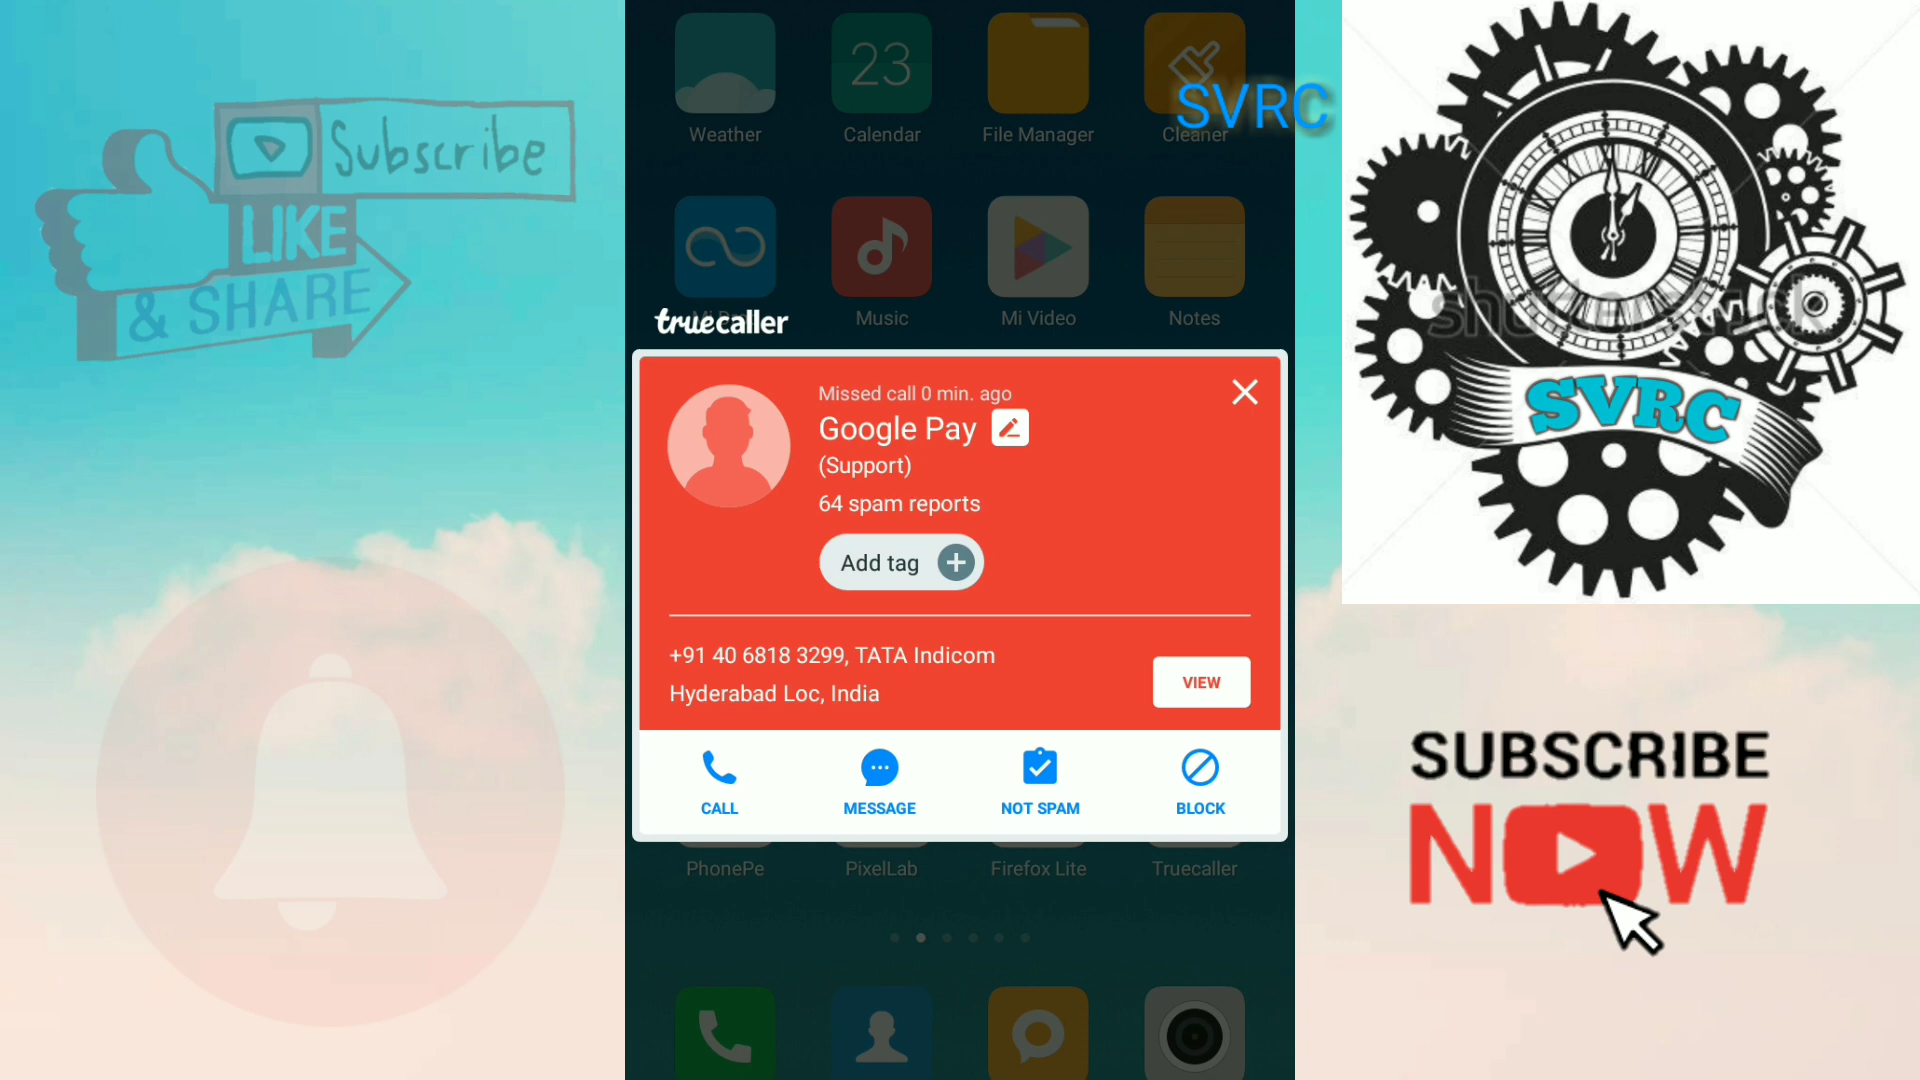 Subscribe
LIKE
& SHARE
23
Weather
Calendar
File Manager
Cleaner
SVRC
Music
Mi Video
Notes
truecaller
Missed call 0 min. ago
Google Pay
(Support)
64 spam reports
Add tag
+91 40 6818 3299, TATA Indicom
Hyderabad Loc, India
VIEW
CALL
MESSAGE
NOT SPAM
BLOCK
PhonePe
PixelLab
Firefox Lite
Truecaller
shutterstock
SVRC
SUBSCRIBE
NOW